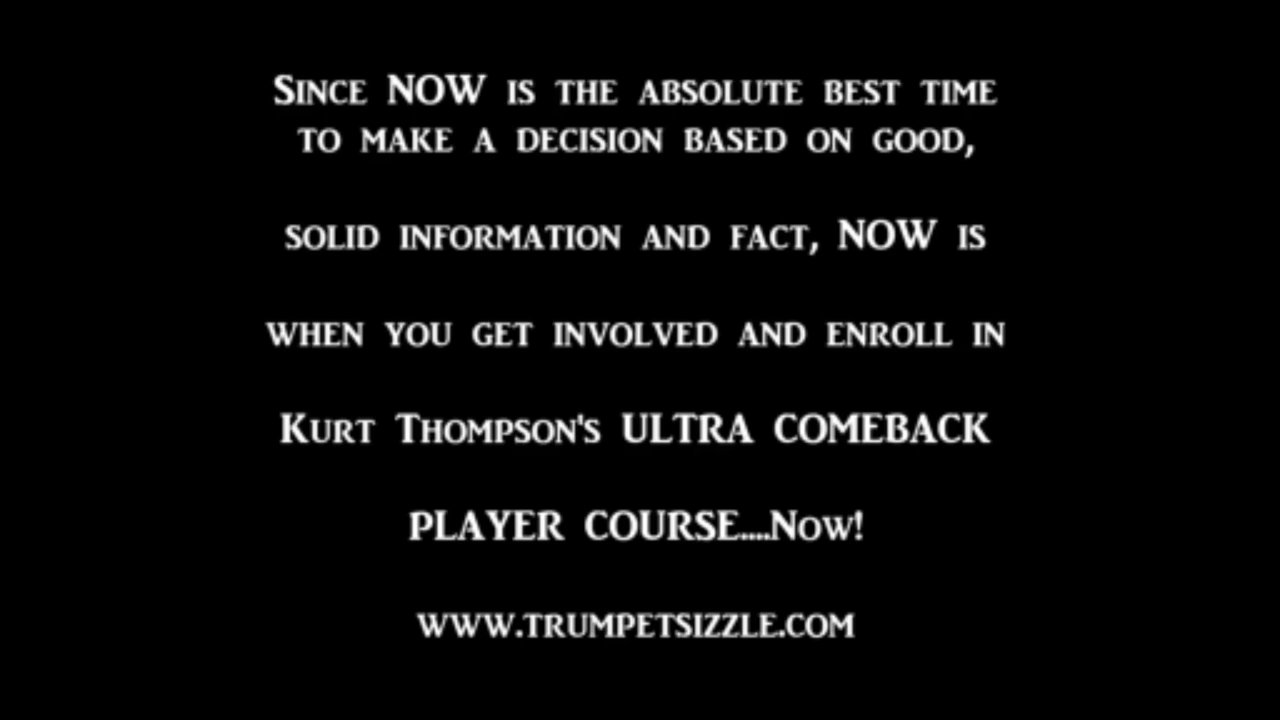 Since NOW is the absolute best time
to make a decision based on good,
solid information and fact, NOW is
when you get involved and enroll in
Kurt Thompson's ULTRA COMEBACK
PLAYER COURSE....Now!
www.trumpetsizzle.com